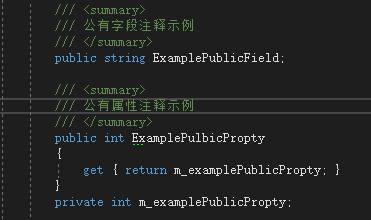 /// <summary>
/// 公有字段注释示例
/// </summary>
public string ExamplePublicField;
/// <summary>
/// 公有属性注释示例
/// </summary>
public int ExamplePulbicPropty
{
get { return m_examplePublicPropty; }
}
private int m_examplePublicPropty;